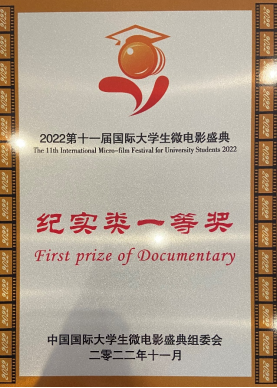 2022第十一届国际大学生微电影盛典
The 11th International Micro-film Festival for University Students 2022
纪实类一等奖
First prize of Documentary
中国国际大学生微电影盛典组委会
二零二二年十一月